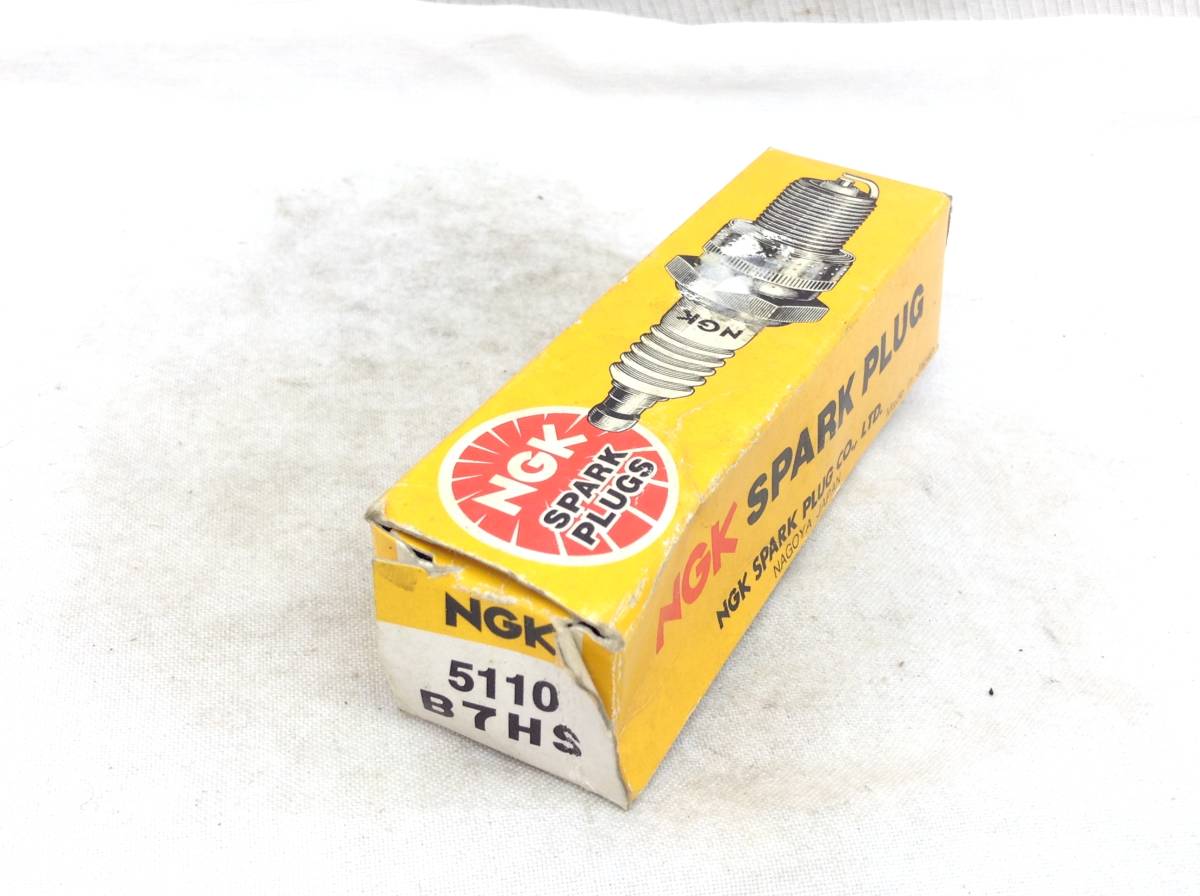 NGK
NGK
SPARK
PLUGS
NGK SPARK PLUG
NGK SPARK PLUG CO., LTD.
NAGOYA JAPAN
NGK
5110
B7HS